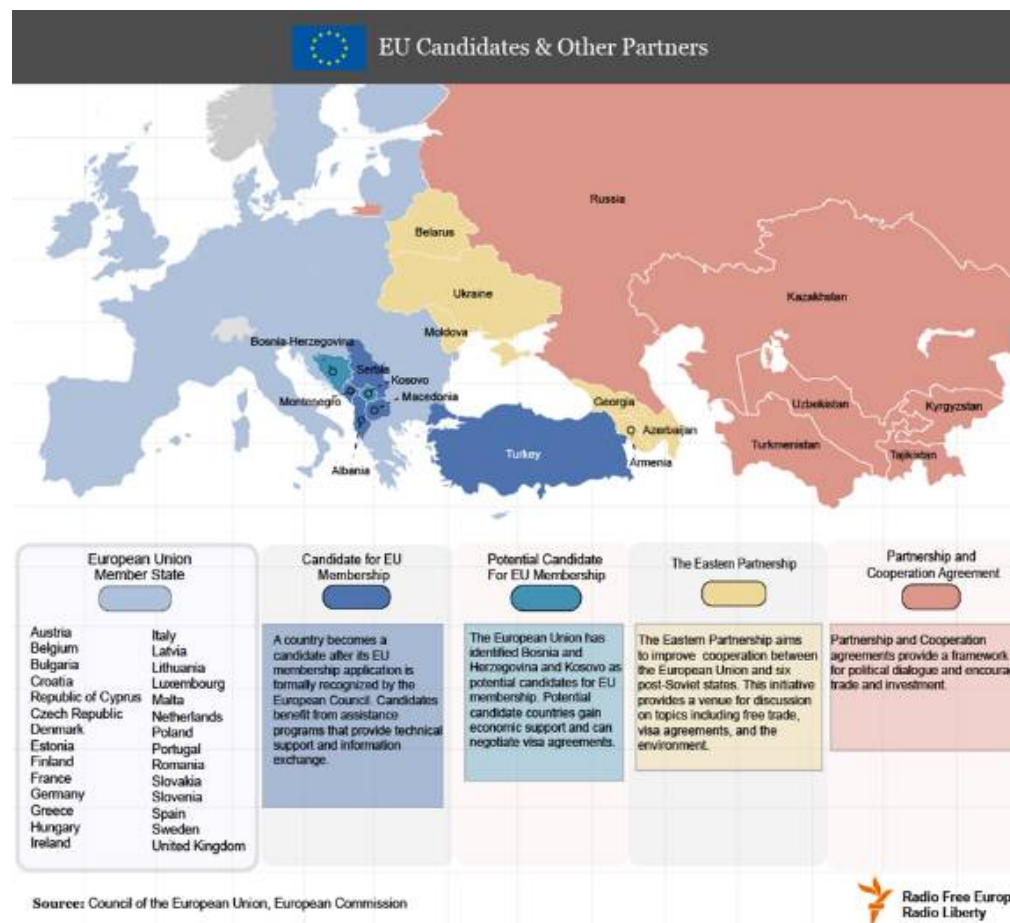 EU Candidates & Other Partners
Russia
Belarus
Ukraine
Kazakhstan
Moldova
Bosnia-Herzegovina
Serbia
Kosovo
Macedonia
Montenegro
Georgia
Uzbekistan
Kyrgyzstan
Azerbaijan
Turkmenistan
Turkey
Tajikistan
Albania
Armenia
European Union
Member State
Austria
Belgium
Bulgaria
Croatia
Republic of Cyprus
Czech Republic
Denmark
Estonia
Finland
France
Germany
Greece
Hungary
Ireland
Italy
Latvia
Lithuania
Luxembourg
Malta
Netherlands
Poland
Portugal
Romania
Slovakia
Slovenia
Spain
Sweden
United Kingdom
Candidate for EU
Membership
A country becomes a
candidate after its EU
membership application is
formally recognized by the
European Council. Candidates
benefit from assistance
programs that provide technical
support and information
exchange.
Potential Candidate
For EU Membership
The European Union has
identified Bosnia and
Herzegovina and Kosovo as
potential candidates for EU
membership. Potential
candidate countries gain
economic support and can
negotiate visa agreements.
The Eastern Partnership
The Eastern Partnership aims
to improve cooperation between
the European Union and six
post-Soviet states. This initiative
provides a venue for discussion
on topics including free trade,
visa agreements, and the
environment.
Partnership and
Cooperation Agreement
Partnership and Cooperation
agreements provide a framework
for political dialogue and encoura
trade and investment.
Source: Council of the European Union, European Commission
Radio Free Europ
Radio Liberty